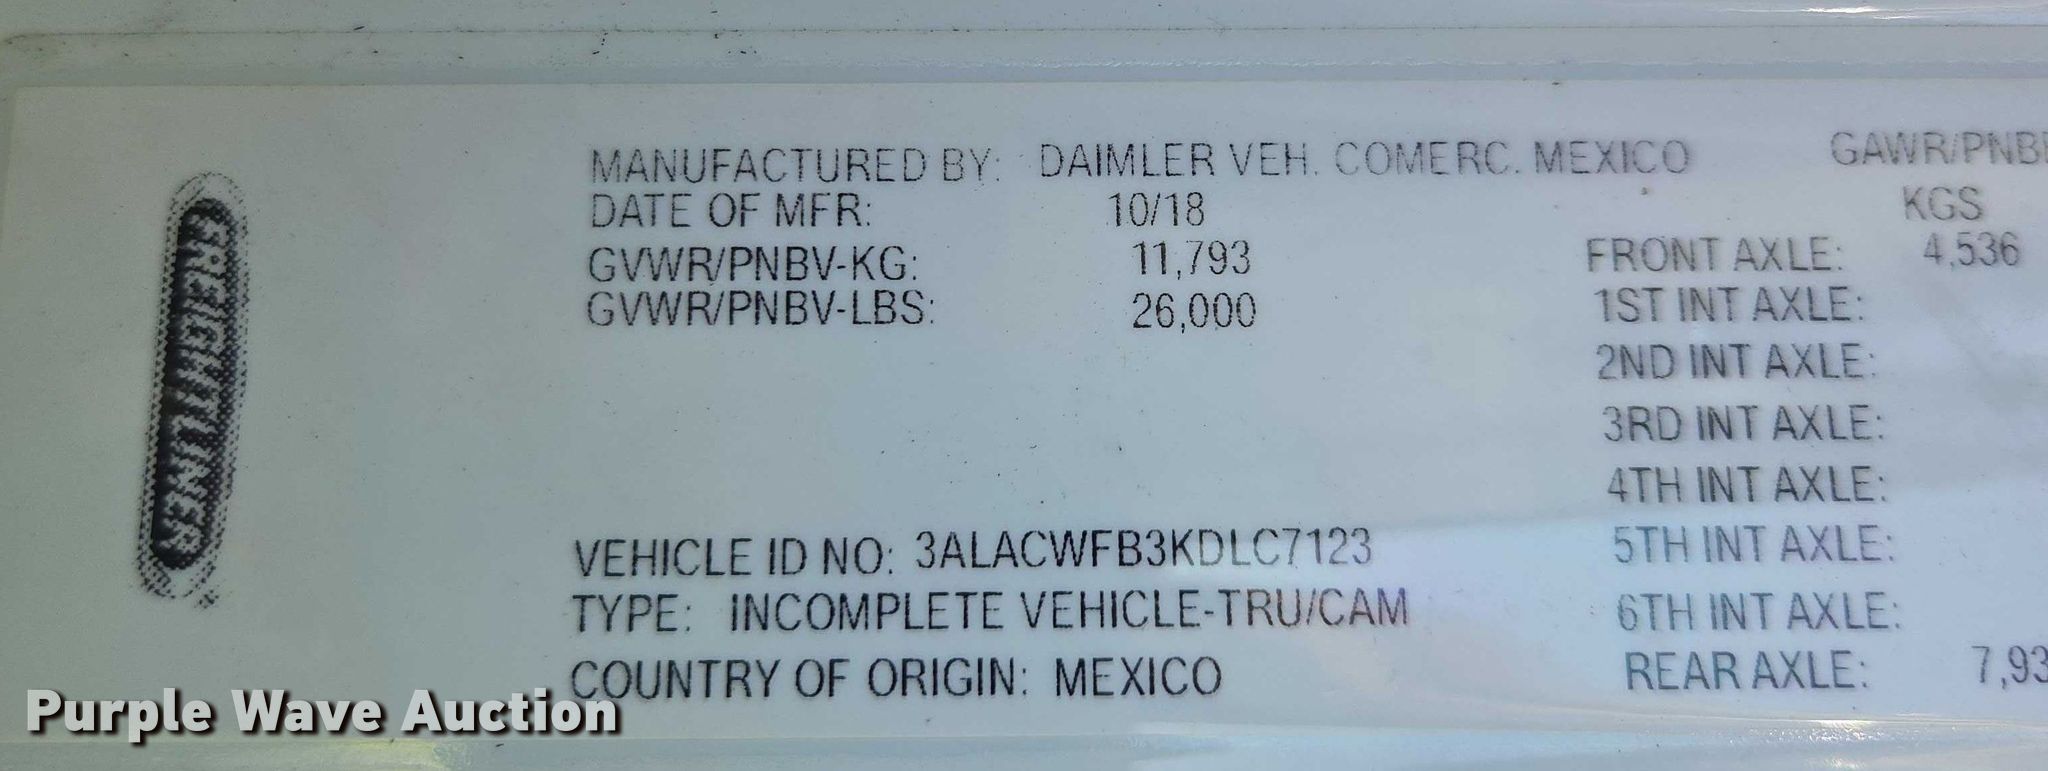 FREIGHTLINER
MANUFACTURED BY: DAIMLER VEH. COMERC. MEXICO
DATE OF MFR: 10/18
GVWR/PNBV-KG: 11,793
GVWR/PNBV-LBS: 26,000
VEHICLE ID NO: 3ALACWFB3KDLC7123
TYPE: INCOMPLETE VEHICLE-TRU/CAM
COUNTRY OF ORIGIN: MEXICO
GAWR/PNB
KGS
FRONT AXLE: 4,536
1ST INT AXLE:
2ND INT AXLE:
3RD INT AXLE:
4TH INT AXLE:
5TH INT AXLE:
6TH INT AXLE:
REAR AXLE: 7,93
Purple Wave Auction